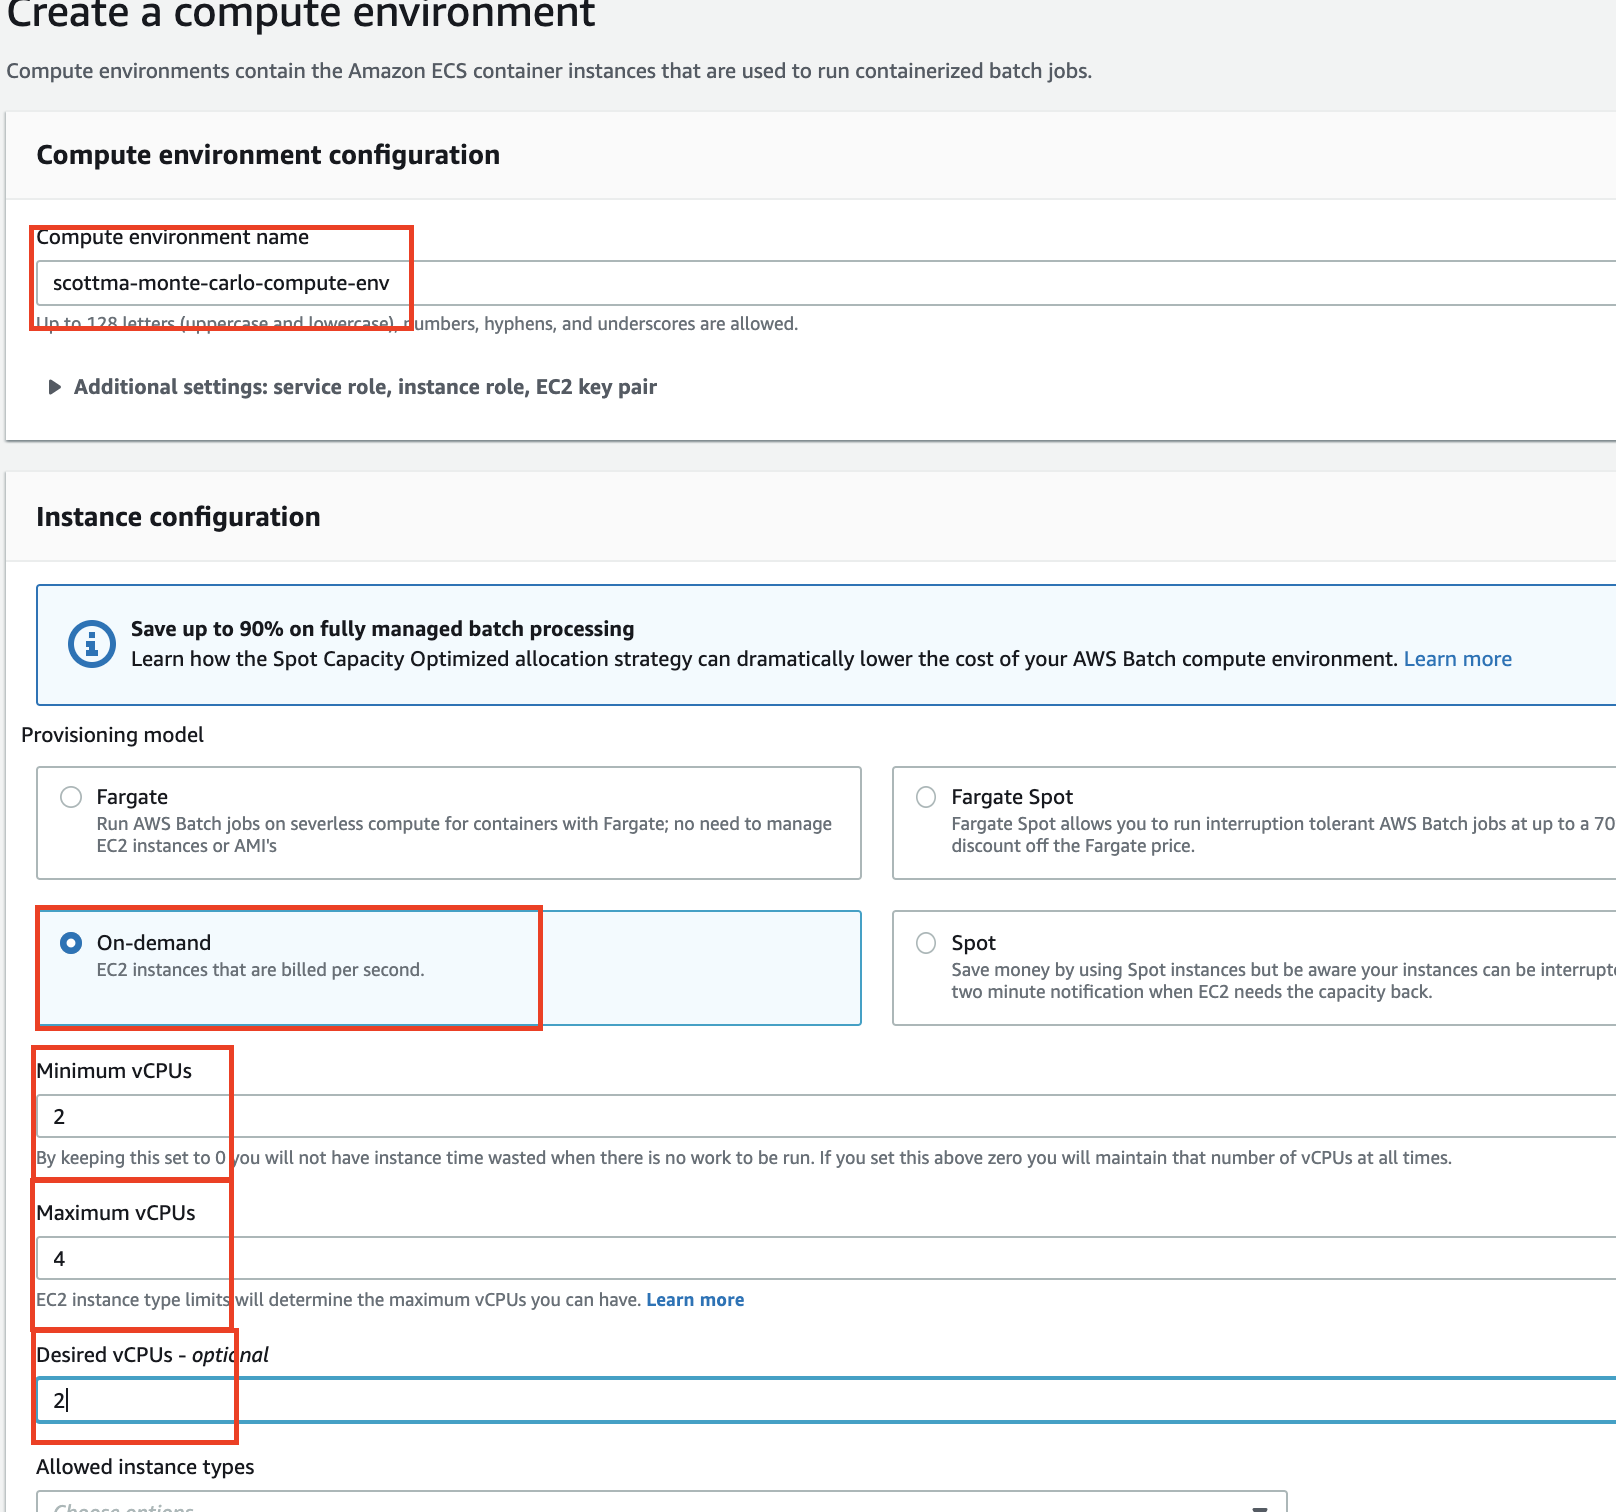 Create a compute environment
Compute environments contain the Amazon ECS container instances that are used to run containerized batch jobs.
Compute environment configuration
Compute environment name
scottma-monte-carlo-compute-env
Up to 128 letters (uppercase and lowercase), numbers, hyphens, and underscores are allowed.
Additional settings: service role, instance role, EC2 key pair
Instance configuration
Save up to 90% on fully managed batch processing
Learn how the Spot Capacity Optimized allocation strategy can dramatically lower the cost of your AWS Batch compute environment. Learn more
Provisioning model
Fargate
Run AWS Batch jobs on severless compute for containers with Fargate; no need to manage
EC2 instances or AMI's
Fargate Spot
Fargate Spot allows you to run interruption tolerant AWS Batch jobs at up to a 70
discount off the Fargate price.
On-demand
EC2 instances that are billed per second.
Spot
Save money by using Spot instances but be aware your instances can be interrupte
two minute notification when EC2 needs the capacity back.
Minimum vCPUs
2
By keeping this set to 0 you will not have instance time wasted when there is no work to be run. If you set this above zero you will maintain that number of vCPUs at all times.
Maximum vCPUs
4
EC2 instance type limits will determine the maximum vCPUs you can have. Learn more
Desired vCPUs - optional
2
Allowed instance types
Choose options